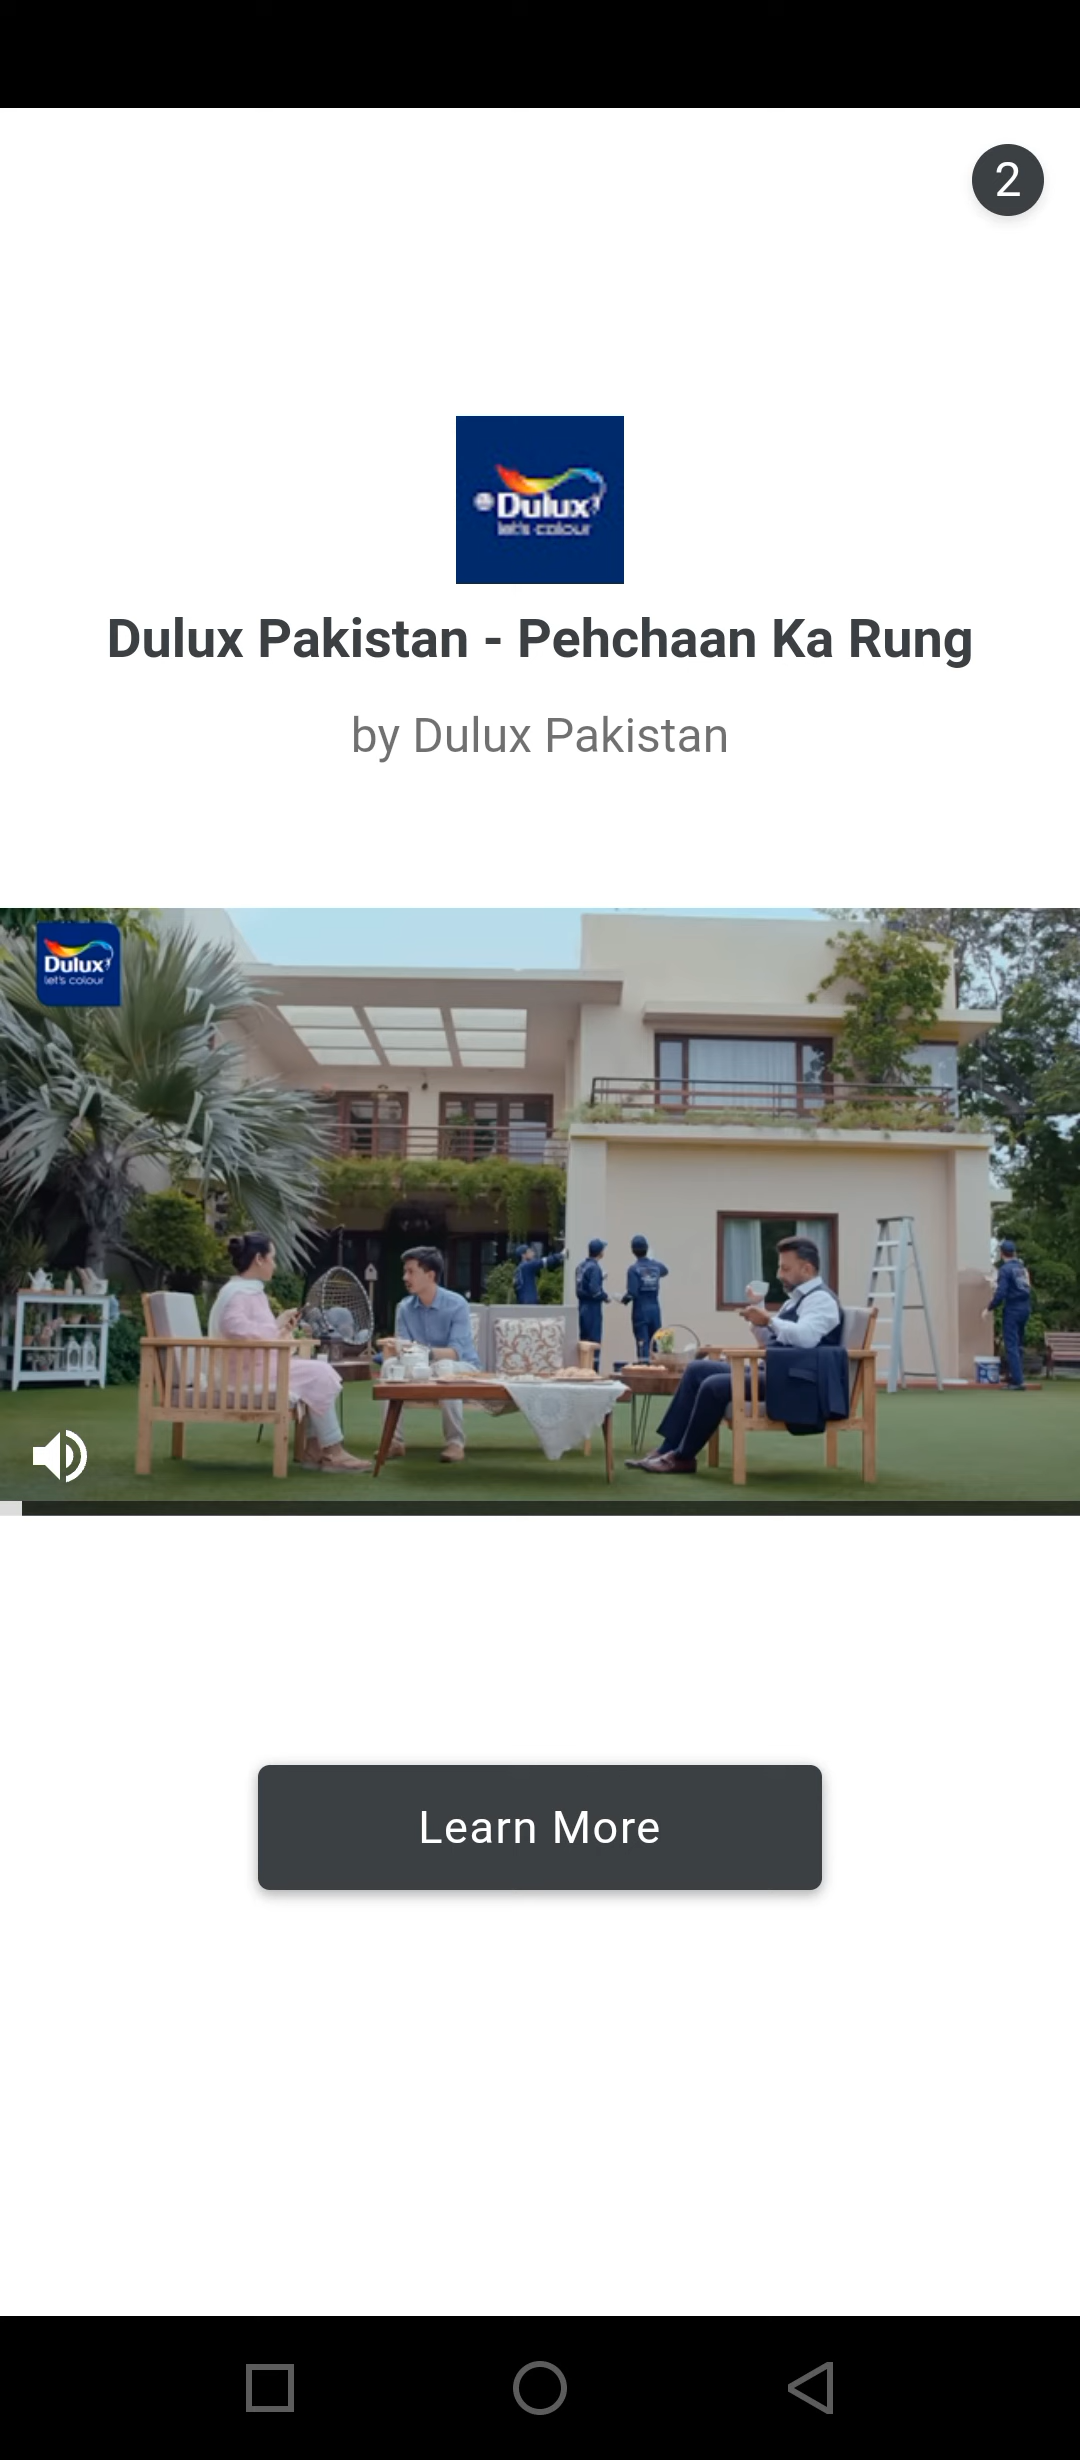 2
Dulux
let's colour
Dulux Pakistan - Pehchaan Ka Rung
by Dulux Pakistan
Dulux
let's colour
Learn More